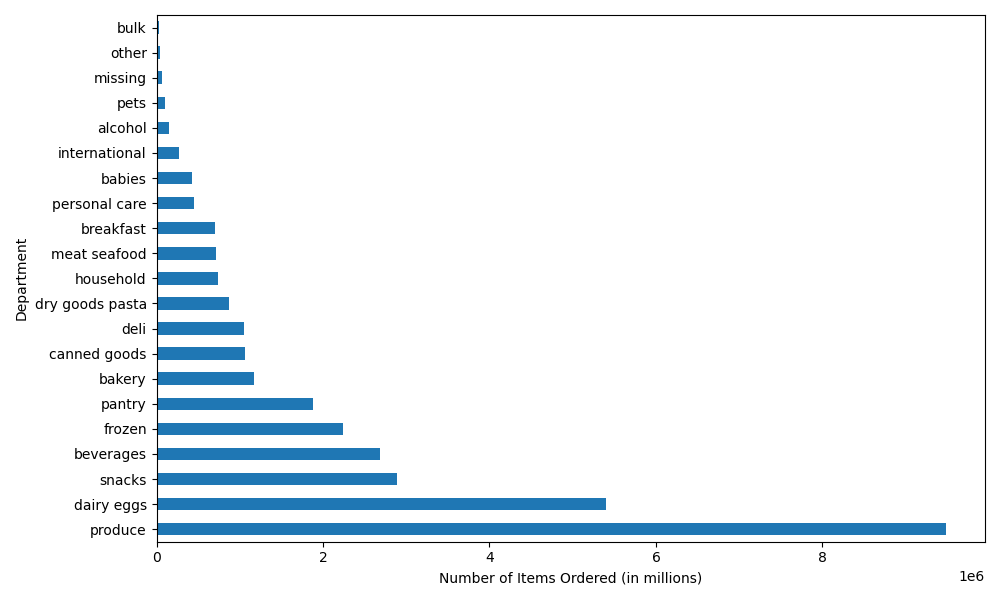 bulk
other
missing
pets
alcohol
international
babies
personal care
breakfast
meat seafood
household
dry goods pasta
deli
canned goods
bakery
pantry
frozen
beverages
snacks
dairy eggs
produce
Department
0 2 4 6 8
1e6
Number of Items Ordered (in millions)